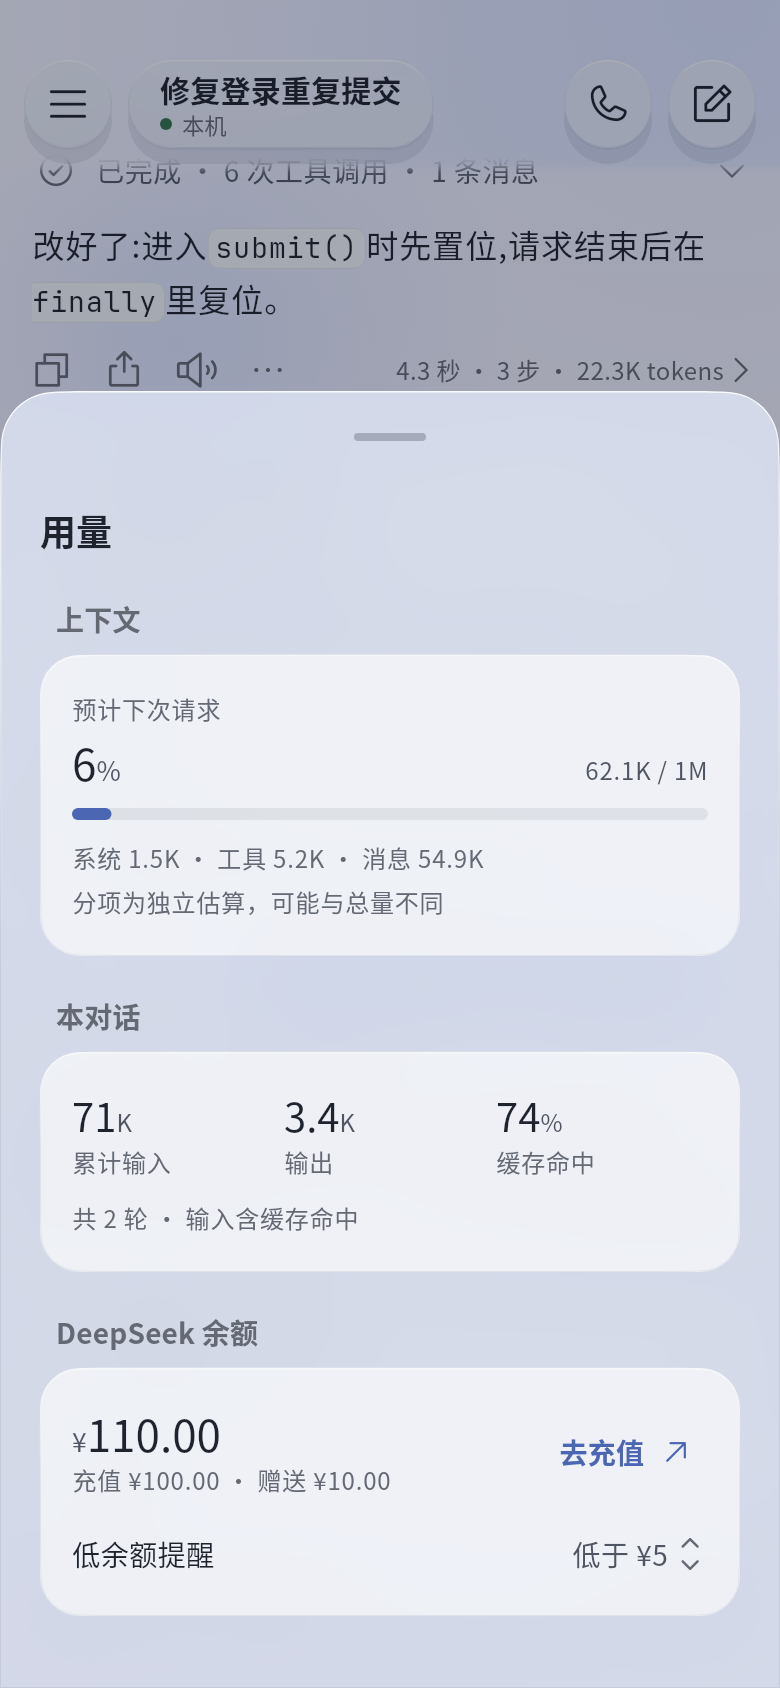 修复登录重复提交
本机
已完成 · 6 次工具调用 · 1 条消息
改好了:进入 submit() 时先置位,请求结束后在
finally 里复位。
4.3 秒 · 3 步 · 22.3K tokens
用量
上下文
预计下次请求
6% 62.1K / 1M
系统 1.5K · 工具 5.2K · 消息 54.9K
分项为独立估算，可能与总量不同
本对话
71K 3.4K 74%
累计输入 输出 缓存命中
共 2 轮 · 输入含缓存命中
DeepSeek 余额
¥110.00 去充值
充值 ¥100.00 · 赠送 ¥10.00
低余额提醒 低于 ¥5